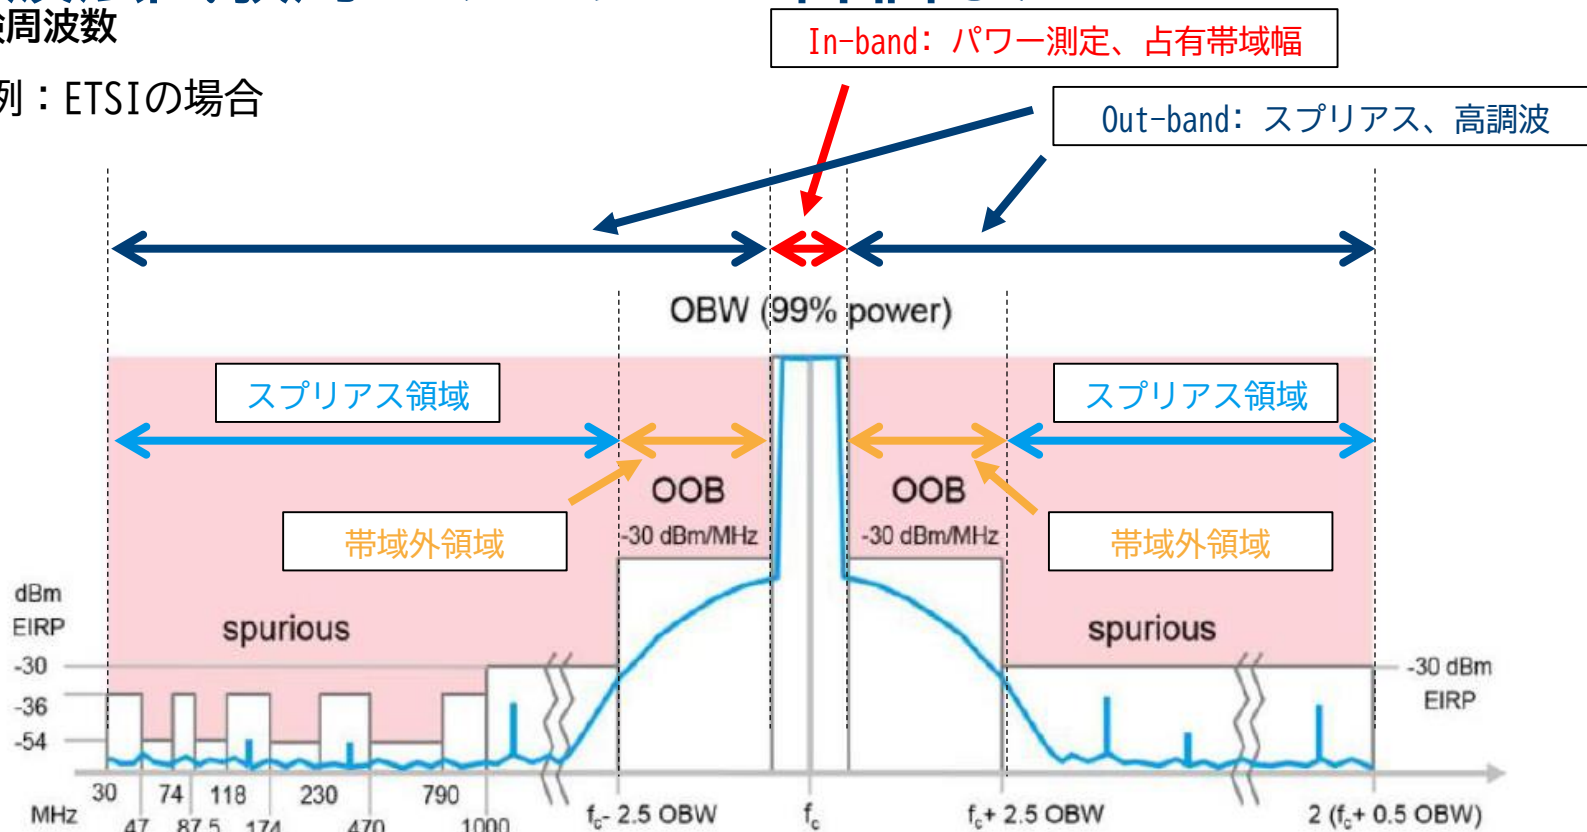 周波数
例：ETSIの場合
In-band: パワー測定、占有帯域幅
Out-band: スプリアス、高調波
OBW (99% power)
スプリアス領域
スプリアス領域
OOB
OOB
-30 dBm/MHz
-30 dBm/MHz
帯域外領域
帯域外領域
dBm
EIRP
spurious
spurious
-30
-30 dBm
EIRP
-36
-54
30 74 118 230 790
fc- 2.5 OBW
fc
fc+ 2.5 OBW
2 (fc+ 0.5 OBW)
MHz
47 87.5 174 470 1000